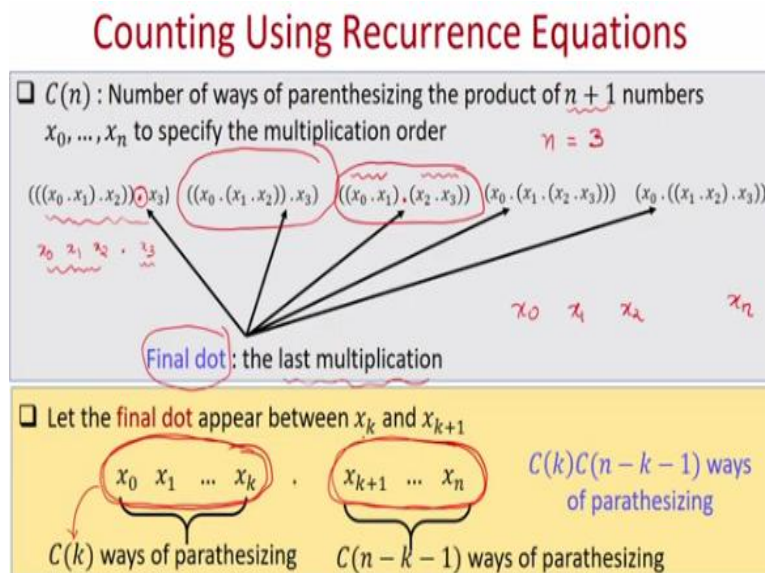 Counting Using Recurrence Equations
❑ C(n) : Number of ways of parenthesizing the product of n + 1 numbers
x₀, ..., xₙ to specify the multiplication order
n = 3
(((x₀ . x₁) . x₂)) . x₃) ((x₀ . (x₁ . x₂)) . x₃) ((x₀ . x₁) . (x₂ . x₃)) (x₀ . (x₁ . (x₂ . x₃))) (x₀ . ((x₁ . x₂) . x₃))
x₀ x₁ x₂ . x₃
x₀ x₁ x₂ xₙ
Final dot : the last multiplication
❑ Let the final dot appear between xₖ and xₖ₊₁
x₀ x₁ ... xₖ . xₖ₊₁ ... xₙ
C(k)C(n − k − 1) ways
of parathesizing
C(k) ways of parathesizing C(n − k − 1) ways of parathesizing